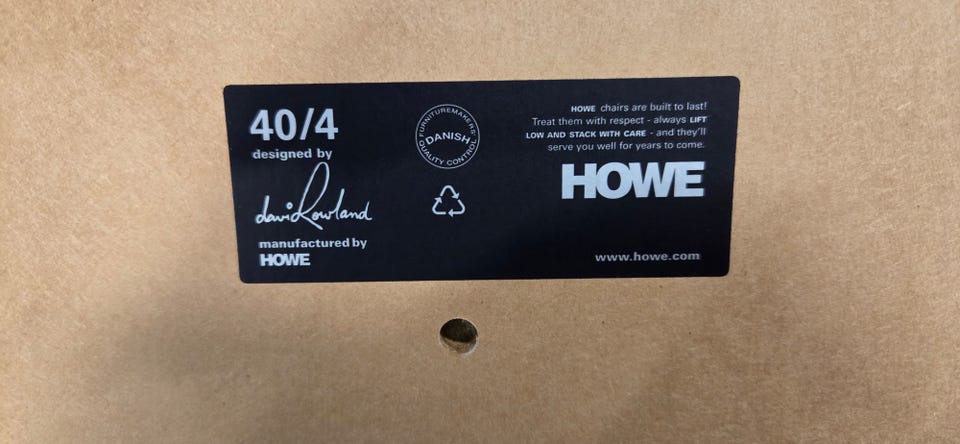 40/4
designed by
davidRowland
manufactured by
HOWE
FURNITUREMAKERS'
DANISH
QUALITY CONTROL
HOWE chairs are built to last!
Treat them with respect - always LIFT
LOW AND STACK WITH CARE - and they'll
serve you well for years to come.
HOWE
www.howe.com